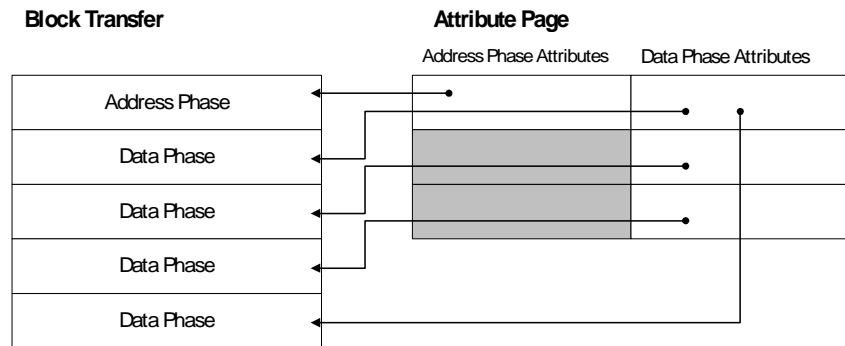 Block Transfer
Attribute Page
Address Phase Attributes
Data Phase Attributes
Address Phase
Data Phase
Data Phase
Data Phase
Data Phase